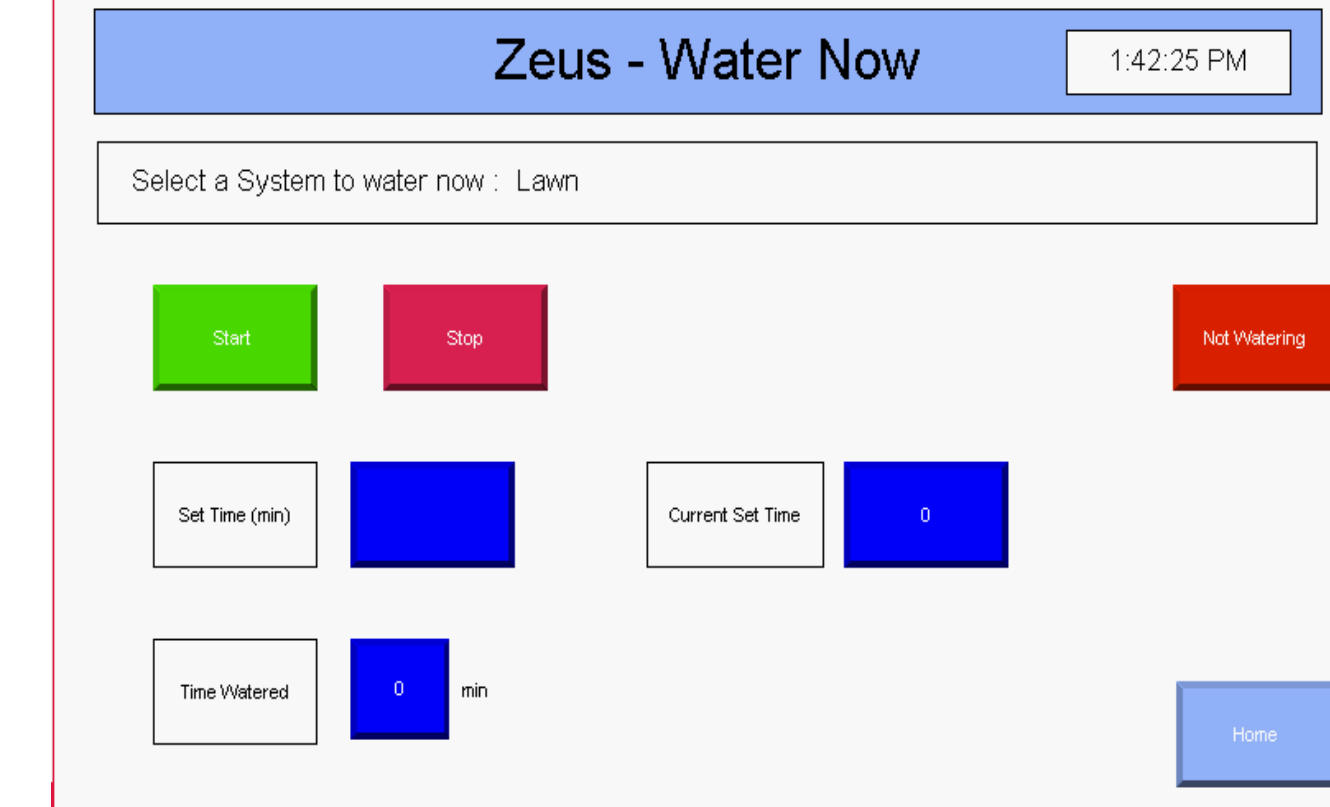 Zeus - Water Now
1:42:25 PM
Select a System to water now :  Lawn
Start
Stop
Not Watering
Set Time (min)
Current Set Time
0
Time Watered
0
min
Home